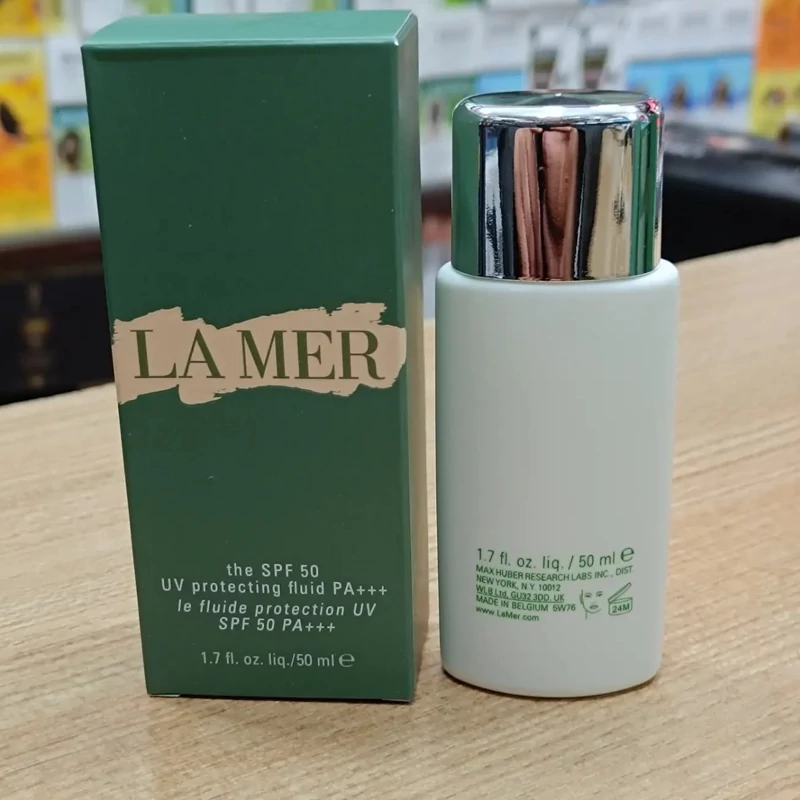 LA MER
the SPF 50
UV protecting fluid PA+++
le fluide protection UV
SPF 50 PA+++
1.7 fl. oz. liq./50 ml e
1.7 fl. oz. liq. / 50 ml e
MAX HUBER RESEARCH LABS INC., DIST.
NEW YORK, N.Y. 10012
WLB Ltd, GU32 3DD. UK
MADE IN BELGIUM 5W76
www.LaMer.com
24M